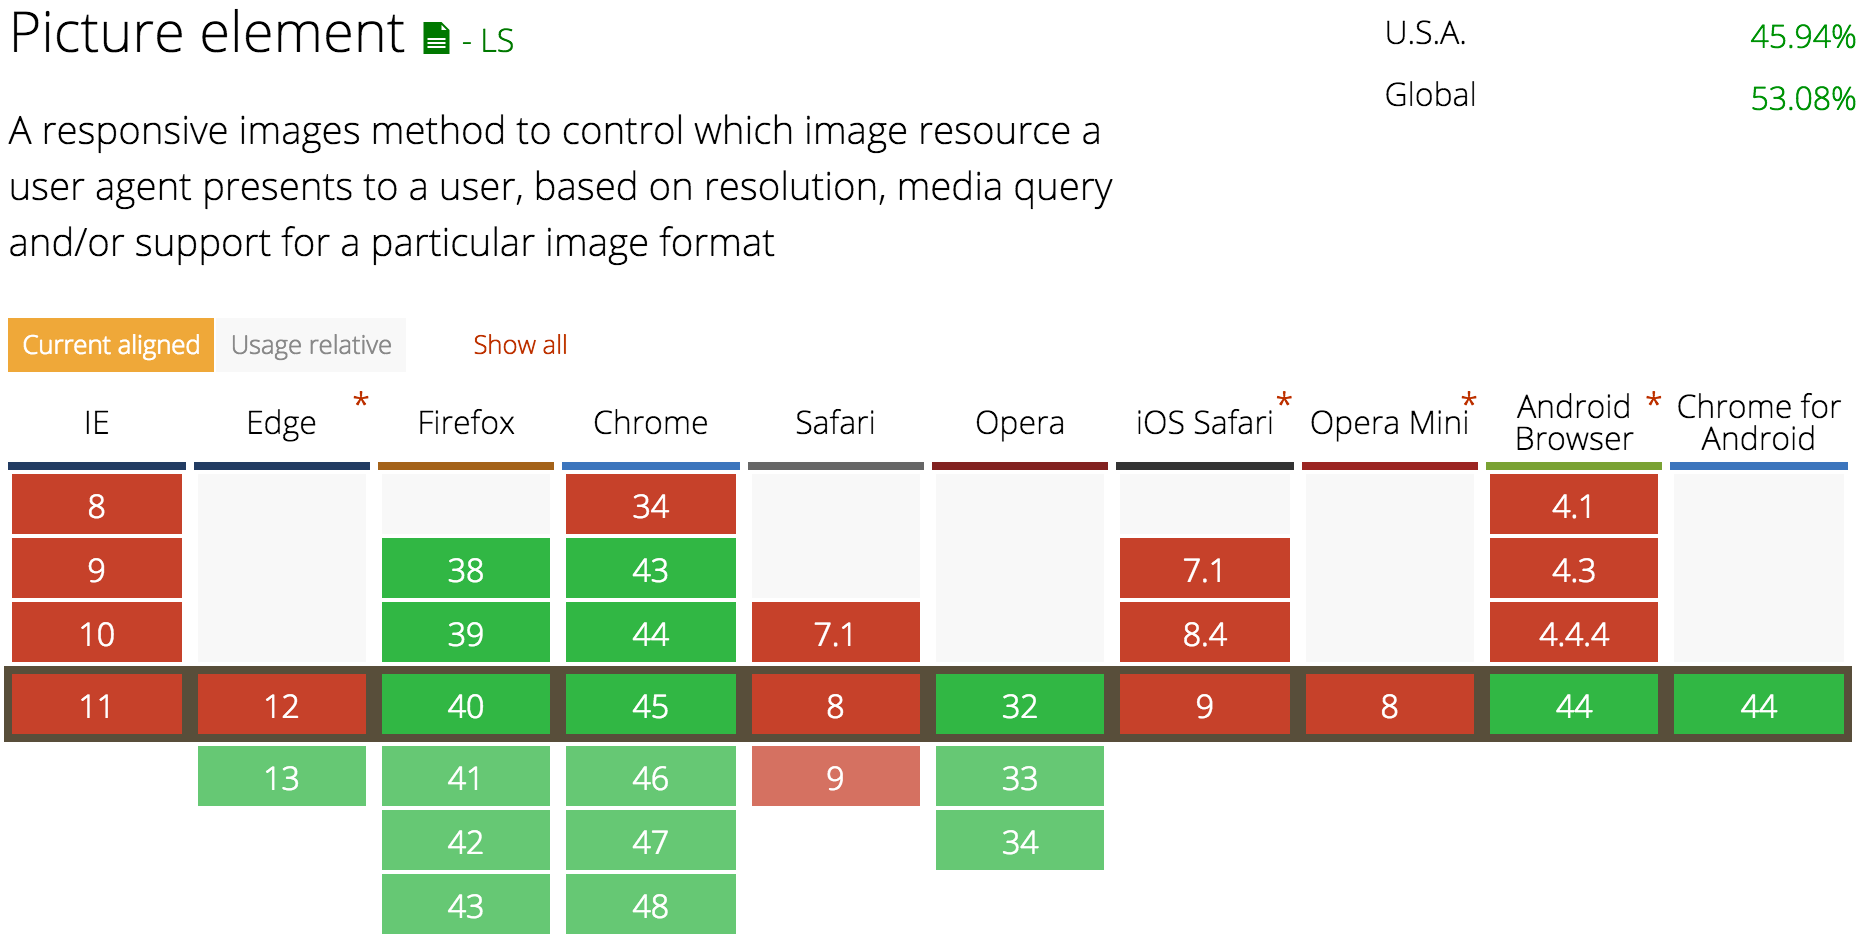 Picture element - LS
U.S.A. 45.94%
Global 53.08%
A responsive images method to control which image resource a
user agent presents to a user, based on resolution, media query
and/or support for a particular image format
Current aligned Usage relative Show all
IE Edge * Firefox Chrome Safari Opera iOS Safari * Opera Mini * Android Browser * Chrome for Android
8 34 4.1
9 38 43 7.1 4.3
10 39 44 7.1 8.4 4.4.4
11 12 40 45 8 32 9 8 44 44
13 41 46 9 33
42 47 34
43 48